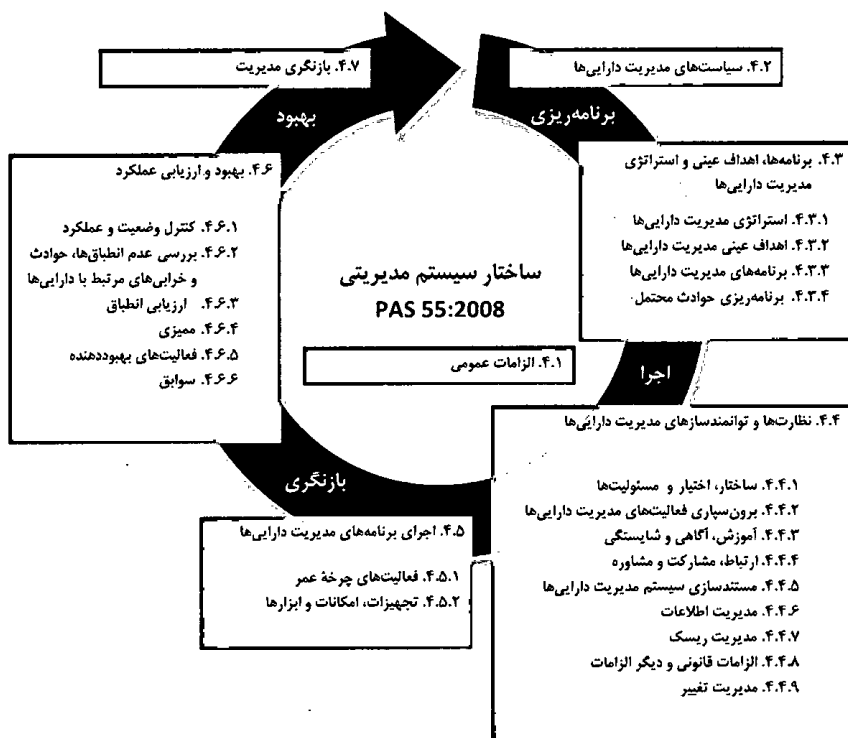 ۴.۷. بازنگری مدیریت
۴.۲. سیاست‌های مدیریت دارایی‌ها
بهبود
برنامه‌ریزی
۴.۳. برنامه‌ها، اهداف عینی و استراتژی
مدیریت دارایی‌ها
۴.۳.۱. استراتژی مدیریت دارایی‌ها
۴.۳.۲. اهداف عینی مدیریت دارایی‌ها
۴.۳.۳. برنامه‌های مدیریت دارایی‌ها
۴.۳.۴. برنامه‌ریزی حوادث محتمل
۴.۶. بهبود و ارزیابی عملکرد
۴.۶.۱. کنترل وضعیت و عملکرد
۴.۶.۲. بررسی عدم انطباق‌ها، حوادث
و خرابی‌های مرتبط با دارایی‌ها
۴.۶.۳. ارزیابی انطباق
۴.۶.۴. ممیزی
۴.۶.۵. فعالیت‌های بهبوددهنده
۴.۶.۶. سوابق
ساختار سیستم مدیریتی
PAS 55:2008
۴.۱. الزامات عمومی
اجرا
۴.۴. نظارت‌ها و توانمندسازهای مدیریت دارایی‌ها
۴.۴.۱. ساختار، اختیار و مسئولیت‌ها
۴.۴.۲. برون‌سپاری فعالیت‌های مدیریت دارایی‌ها
۴.۴.۳. آموزش، آگاهی و شایستگی
۴.۴.۴. ارتباط، مشارکت و مشاوره
۴.۴.۵. مستندسازی سیستم مدیریت دارایی‌ها
۴.۴.۶. مدیریت اطلاعات
۴.۴.۷. مدیریت ریسک
۴.۴.۸. الزامات قانونی و دیگر الزامات
۴.۴.۹. مدیریت تغییر
بازنگری
۴.۵. اجرای برنامه‌های مدیریت دارایی‌ها
۴.۵.۱. فعالیت‌های چرخهٔ عمر
۴.۵.۲. تجهیزات، امکانات و ابزارها